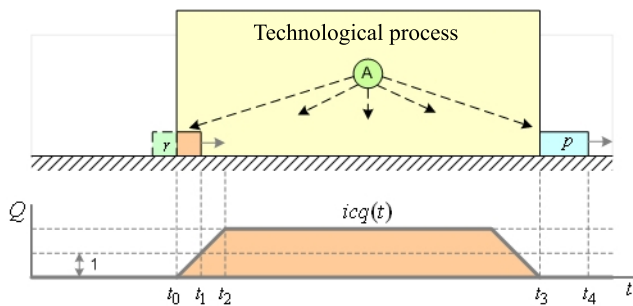 Technological process
A
r p
Q icq(t)
1
t₀ t₁ t₂ t₃ t₄ t